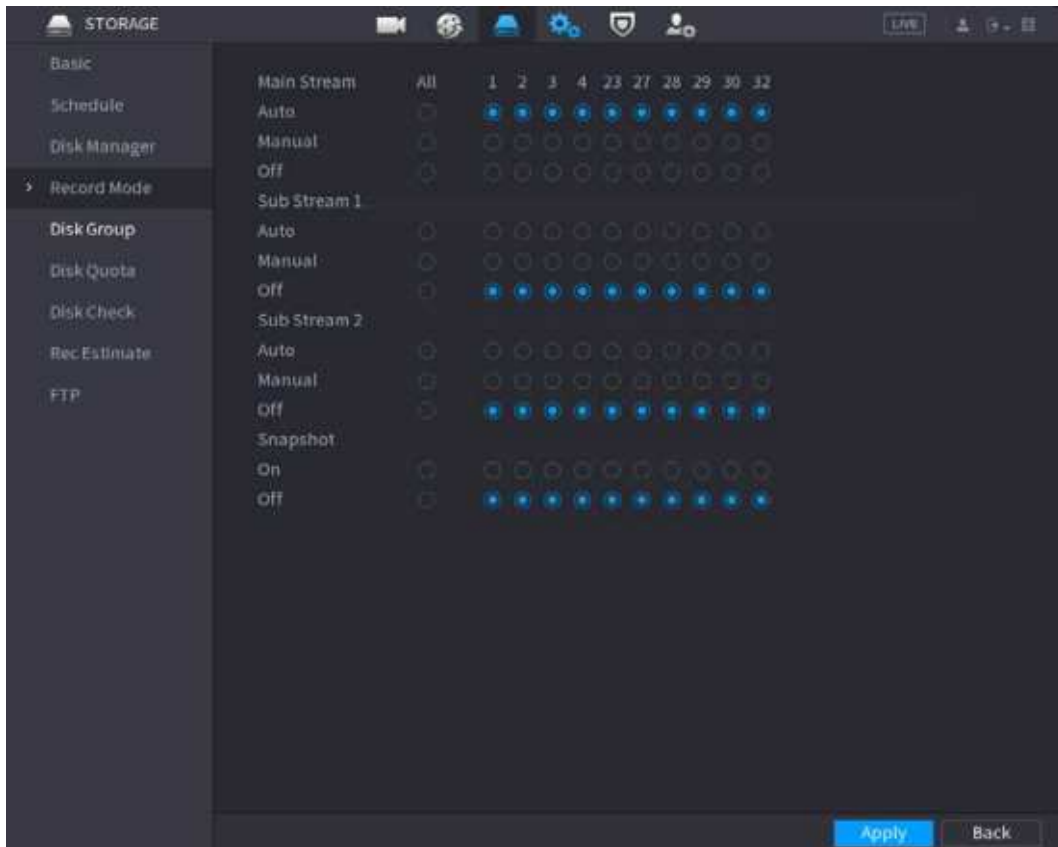 STORAGE
LIVE
Basic
Schedule
Disk Manager
Record Mode
Disk Group
Disk Quota
Disk Check
Rec Estimate
FTP
Main Stream All 1 2 3 4 23 27 28 29 30 32
Auto
Manual
Off
Sub Stream 1
Auto
Manual
Off
Sub Stream 2
Auto
Manual
Off
Snapshot
On
Off
Apply Back